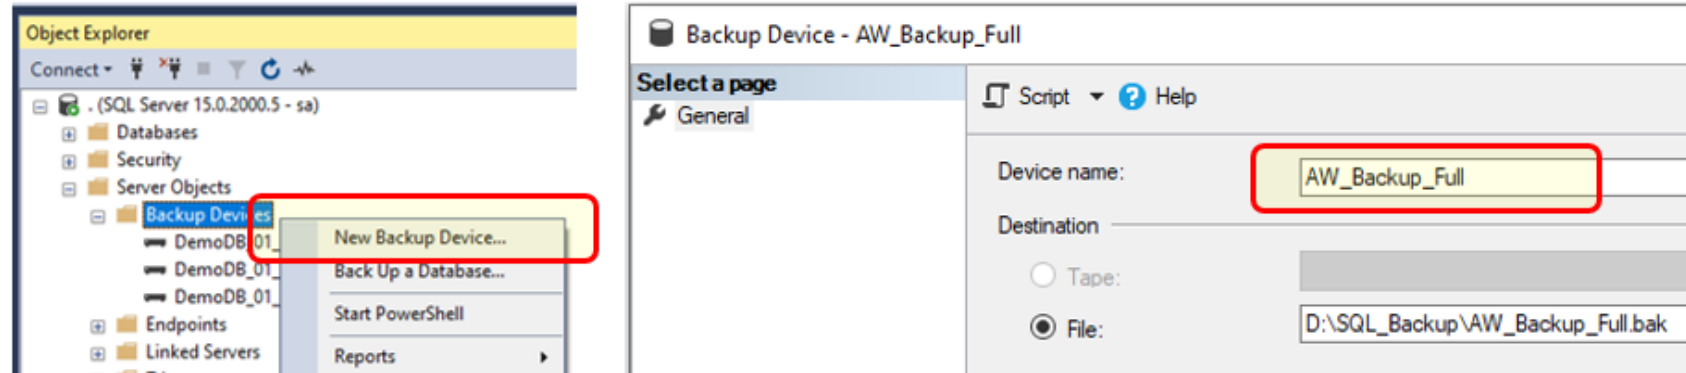 Object Explorer
Connect
. (SQL Server 15.0.2000.5 - sa)
Databases
Security
Server Objects
Backup Devices
DemoDB_01_
DemoDB_01_
DemoDB_01_
Endpoints
Linked Servers
New Backup Device...
Back Up a Database...
Start PowerShell
Reports
Backup Device - AW_Backup_Full
Select a page
General
Script
Help
Device name:
AW_Backup_Full
Destination
Tape:
File:
D:\SQL_Backup\AW_Backup_Full.bak